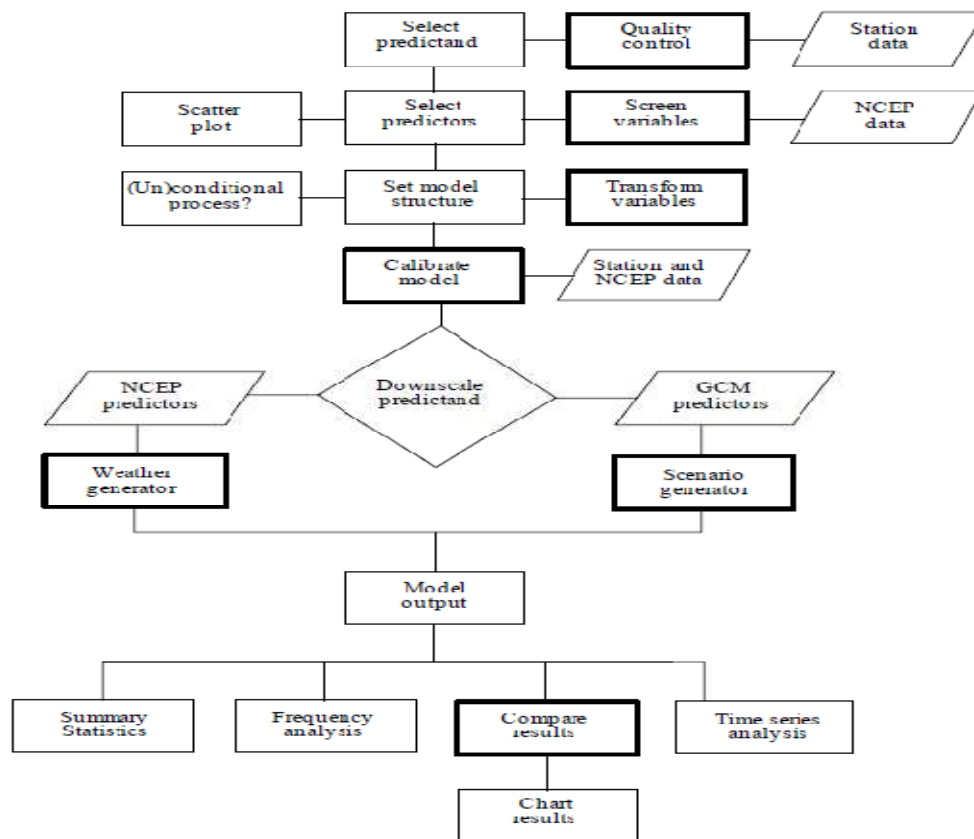 Select
predictand
Quality
control
Station
data
Scatter
plot
Select
predictors
Screen
variables
NCEP
data
(Un)conditional
process?
Set model
structure
Transform
variables
Calibrate
model
Station and
NCEP data
NCEP
predictors
Downscale
predictand
GCM
predictors
Weather
generator
Scenario
generator
Model
output
Summary
Statistics
Frequency
analysis
Compare
results
Time series
analysis
Chart
results